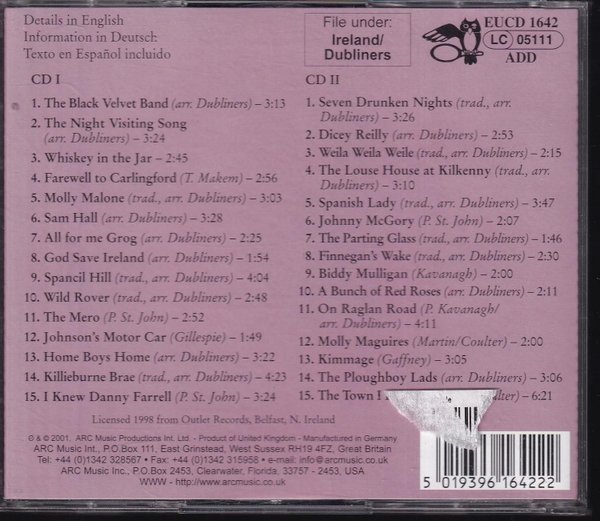 Details in English
Information in Deutsch
Texto en Español incluido
File under:
Ireland/
Dubliners
EUCD 1642
LC 05111
ADD
CD I
1. The Black Velvet Band (arr. Dubliners) – 3:13
2. The Night Visiting Song
(arr. Dubliners) – 3:24
3. Whiskey in the Jar – 2:45
4. Farewell to Carlingford (T. Makem) – 2:56
5. Molly Malone (trad., arr. Dubliners) – 3:03
6. Sam Hall (arr. Dubliners) – 3:28
7. All for me Grog (arr. Dubliners) – 2:25
8. God Save Ireland (arr. Dubliners) – 1:54
9. Spancil Hill (trad., arr. Dubliners) – 4:04
10. Wild Rover (trad., arr. Dubliners) – 2:48
11. The Mero (P. St. John) – 2:52
12. Johnson's Motor Car (Gillespie) – 1:49
13. Home Boys Home (arr. Dubliners) – 3:22
14. Killieburne Brae (trad., arr. Dubliners) – 4:23
15. I Knew Danny Farrell (P. St. John) – 3:24
CD II
1. Seven Drunken Nights (trad., arr.
Dubliners) – 3:26
2. Dicey Reilly (arr. Dubliners) – 2:53
3. Weila Weila Weile (trad., arr. Dubliners) – 2:15
4. The Louse House at Kilkenny (trad., arr.
Dubliners) – 3:10
5. Spanish Lady (trad., arr. Dubliners) – 3:47
6. Johnny McGory (P. St. John) – 2:07
7. The Parting Glass (trad., arr. Dubliners) – 1:46
8. Finnegan's Wake (trad., arr. Dubliners) – 2:30
9. Biddy Mulligan (Kavanagh) – 2:00
10. A Bunch of Red Roses (arr. Dubliners) – 2:11
11. On Raglan Road (P. Kavanagh/
arr. Dubliners) – 4:11
12. Molly Maguires (Martin/Coulter) – 2:00
13. Kimmage (Gaffney) – 3:05
14. The Ploughboy Lads (arr. Dubliners) – 3:06
15. The Town I – 6:21
Licensed 1998 from Outlet Records, Belfast, N. Ireland
℗ & © 2001, ARC Music Productions Int. Ltd. - Product of United Kingdom - Manufactured in Germany
ARC Music Int., P.O.BOX 111, East Grinstead, West Sussex RH19 4FZ, Great Britain
Tel: +44 (0)1342 328567 • Fax: +44 (0)1342 315958 • e-mail: info@arcmusic.co.uk
ARC Music Inc., P.O.BOX 2453, Clearwater, Florida, 33757 - 2453, USA
WWW - http://www.arcmusic.co.uk
5 019396 164222